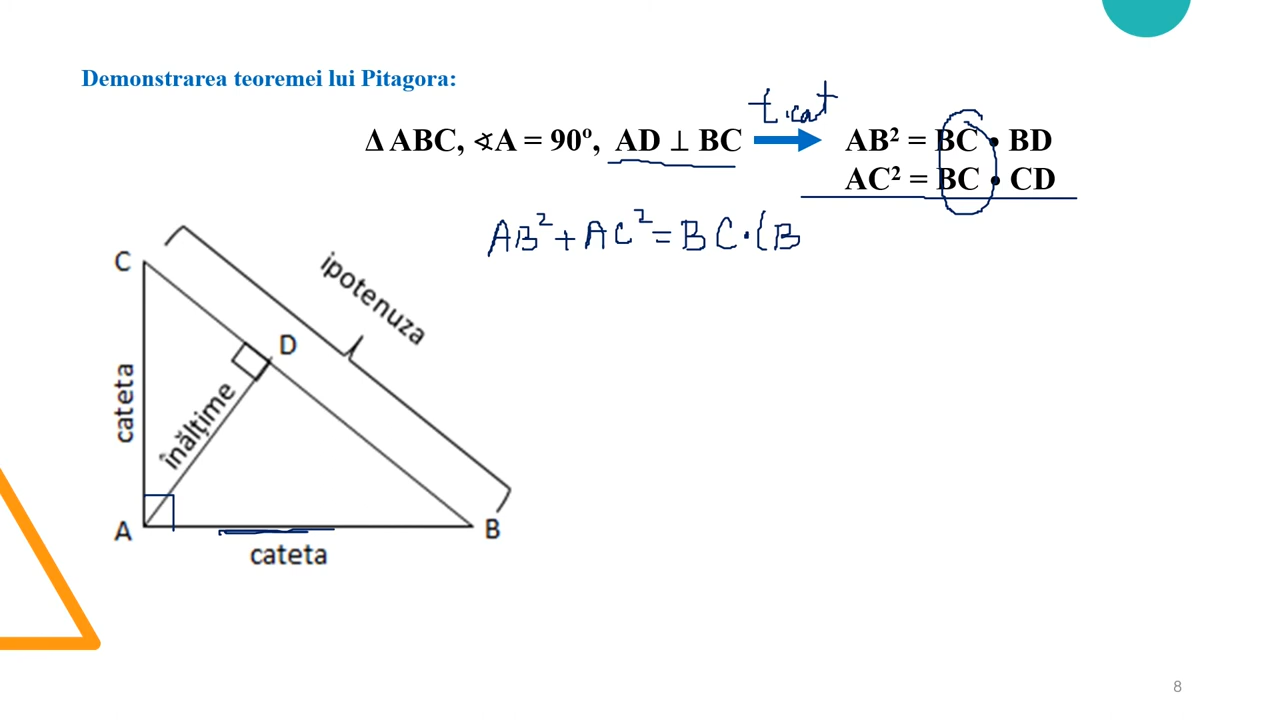 Demonstrarea teoremei lui Pitagora:
t.cat
Δ ABC, ∢A = 90º, AD ⊥ BC → AB² = BC • BD
AC² = BC • CD
AB² + AC² = BC·(B
C
ipotenuza
D
cateta
înălțime
A
B
cateta
8